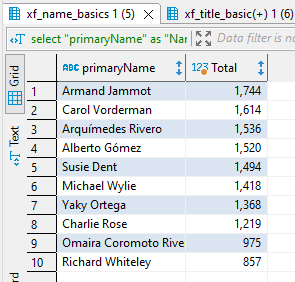 xf_name_basics 1 (5)
xf_title_basic(+) 1 (6)
select "primaryName" as "Nar
Data filter is no
Grid
Text
ABC primaryName
123 Total
1 Armand Jammot 1,744
2 Carol Vorderman 1,614
3 Arquímedes Rivero 1,536
4 Alberto Gómez 1,520
5 Susie Dent 1,494
6 Michael Wylie 1,418
7 Yaky Ortega 1,368
8 Charlie Rose 1,219
9 Omaira Coromoto Rive 975
10 Richard Whiteley 857